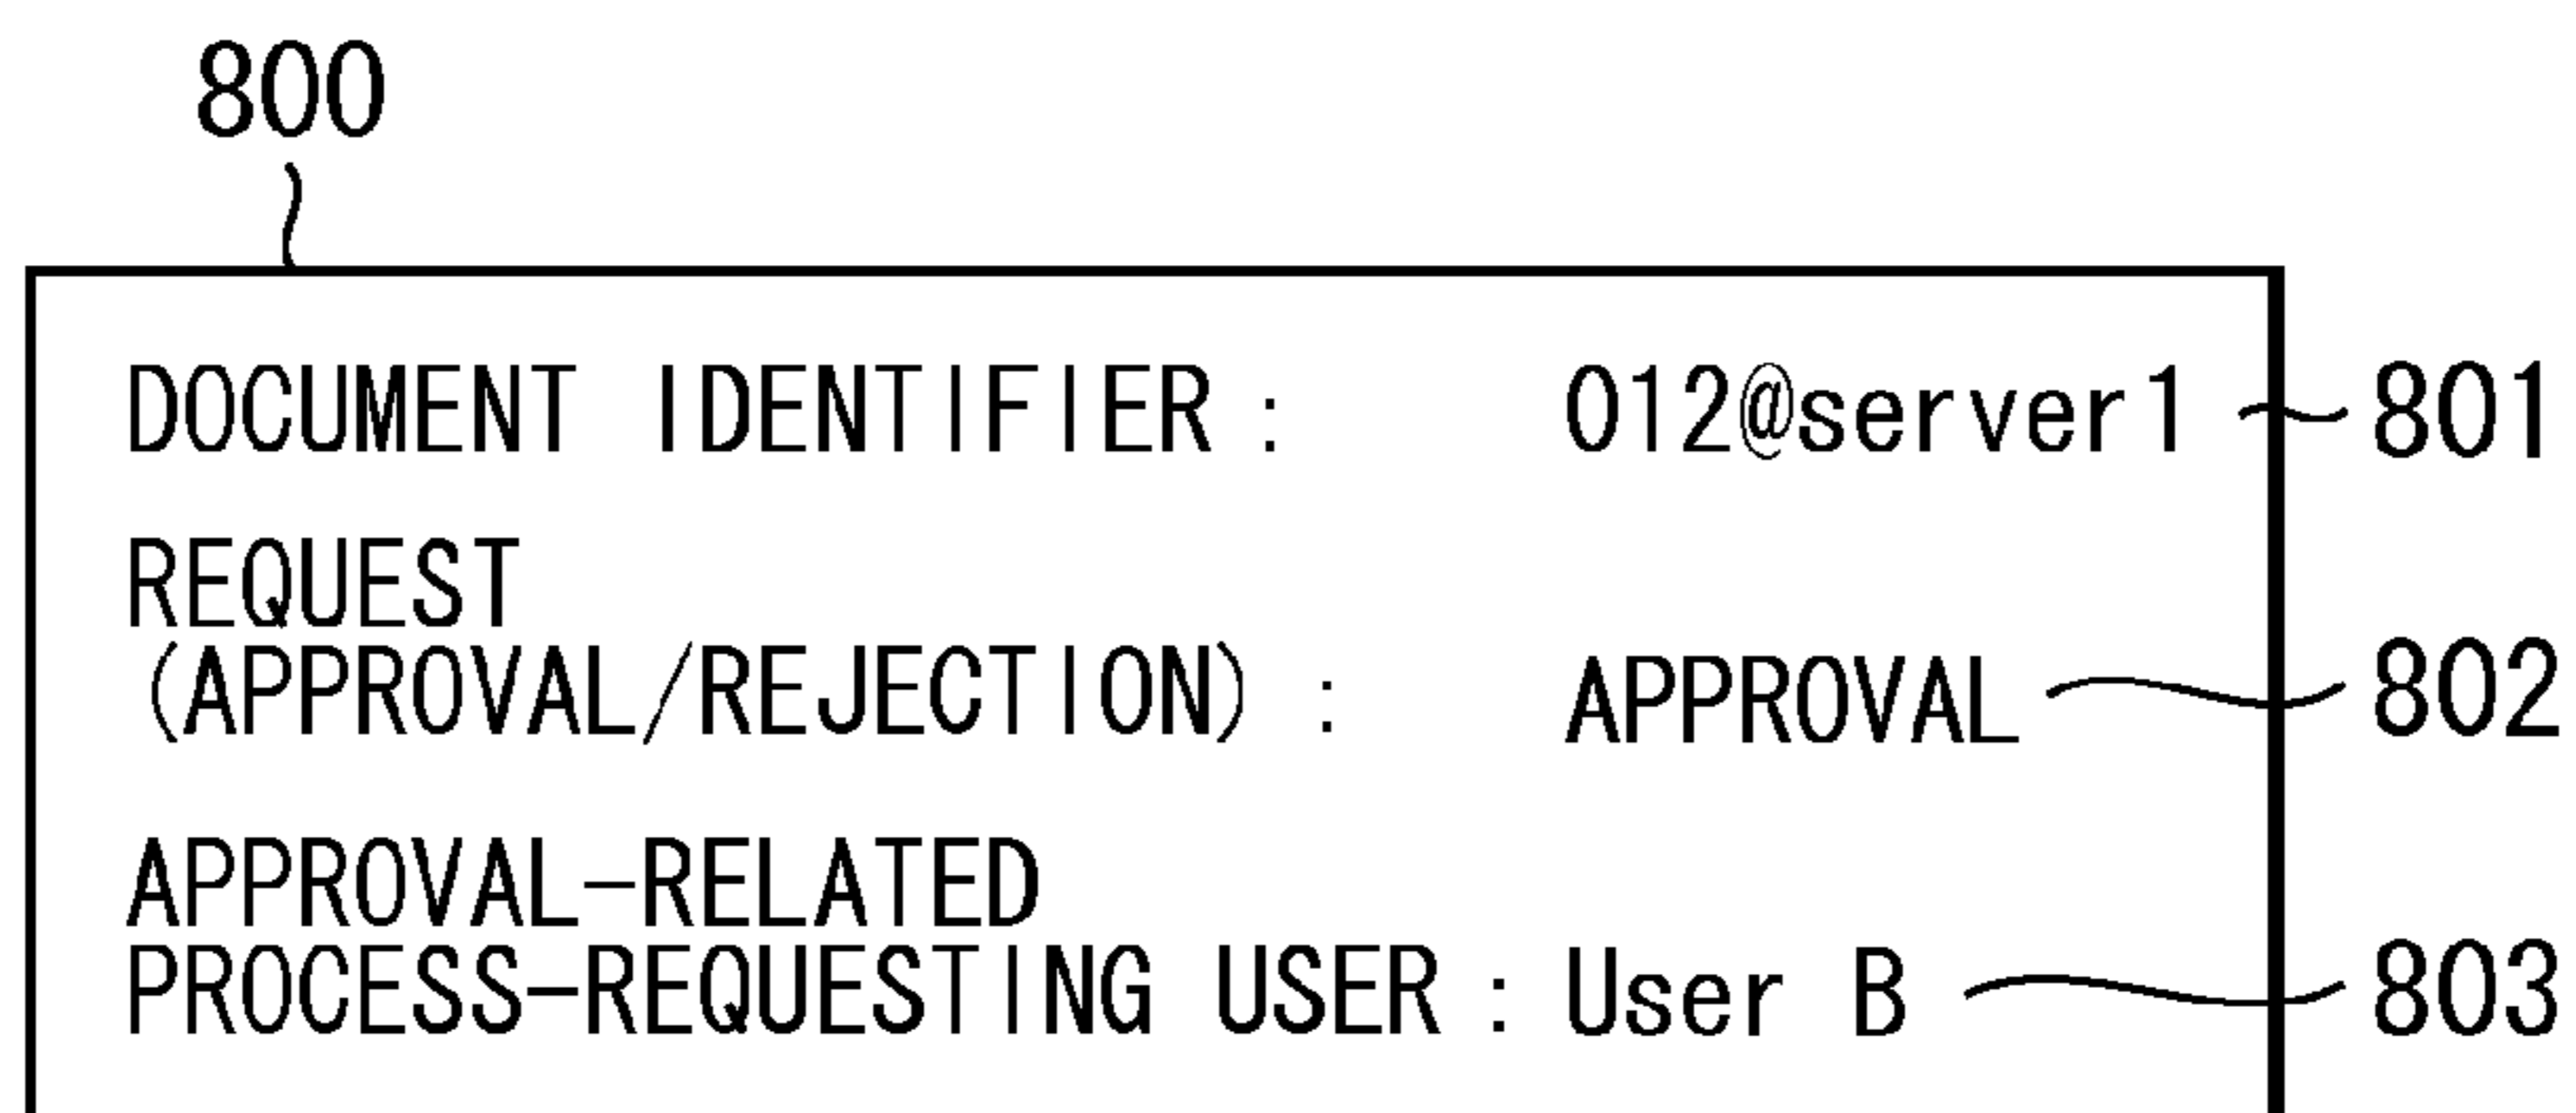 800
DOCUMENT IDENTIFIER : 012@server1 801
REQUEST
(APPROVAL/REJECTION) : APPROVAL 802
APPROVAL-RELATED
PROCESS-REQUESTING USER : User B 803